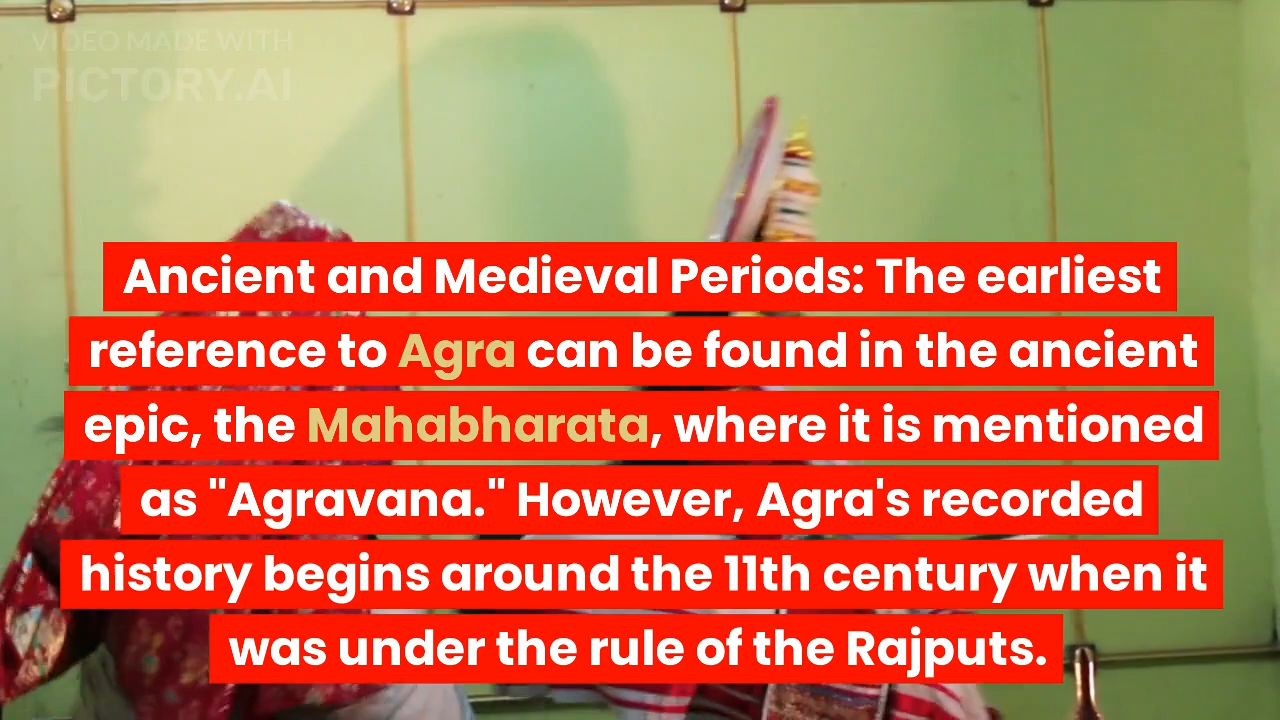 VIDEO MADE WITH
PICTORY.AI
Ancient and Medieval Periods: The earliest
reference to Agra can be found in the ancient
epic, the Mahabharata, where it is mentioned
as "Agravana." However, Agra's recorded
history begins around the 11th century when it
was under the rule of the Rajputs.